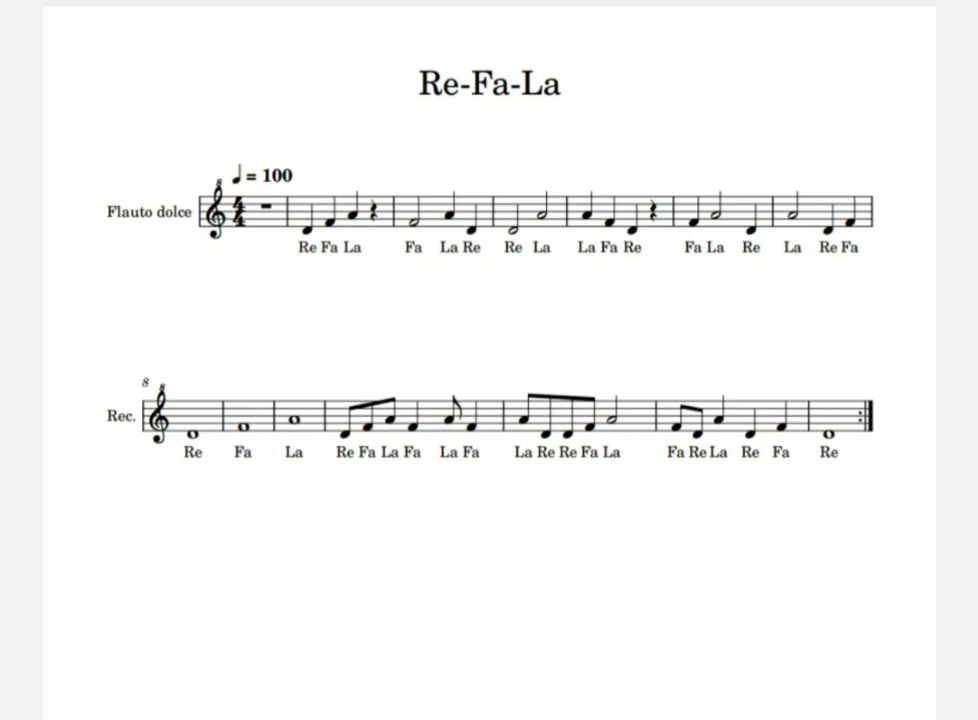 Re-Fa-La
♩ = 100
Flauto dolce
Re Fa La Fa La Re Re La La Fa Re Fa La Re La Re Fa
8
Rec.
Re Fa La Re Fa La Fa La Fa La Re Re Fa La Fa Re La Re Fa Re